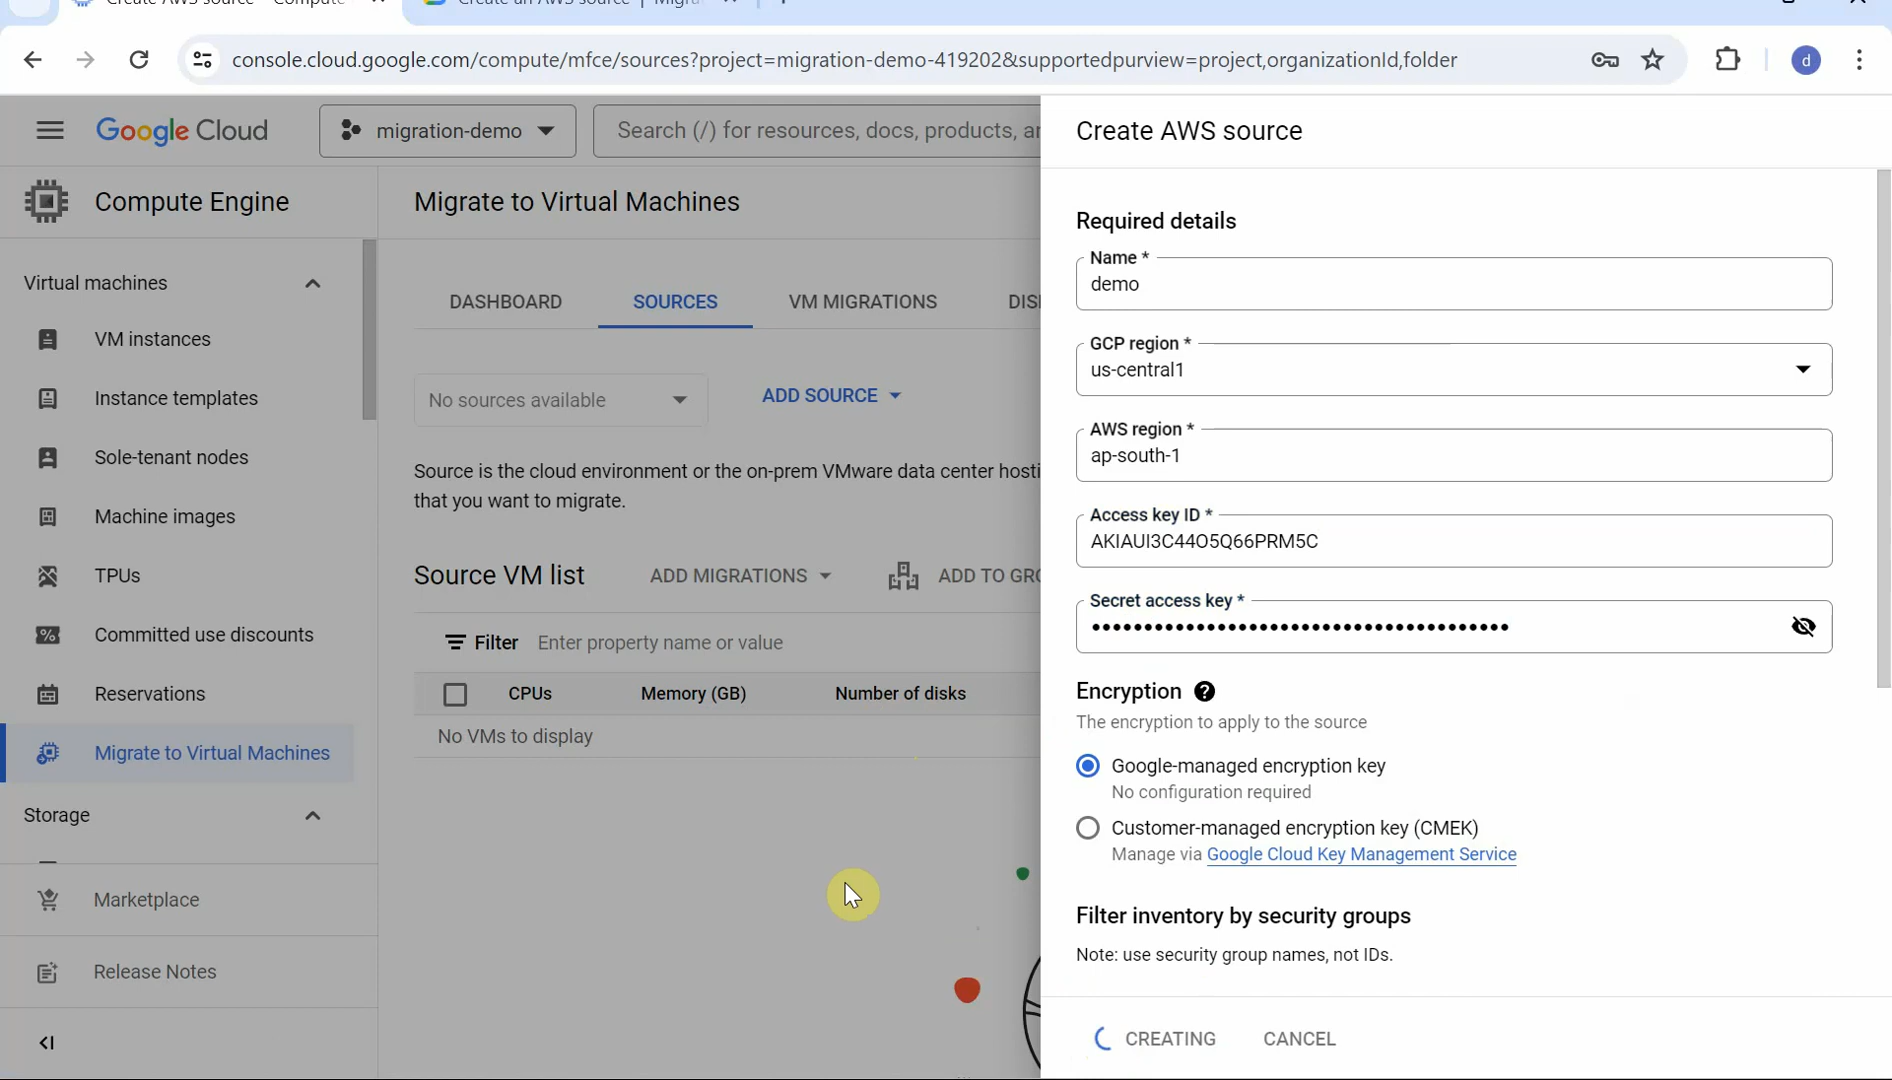 Create AWS source
Create an AWS source | Migra
console.cloud.google.com/compute/mfce/sources?project=migration-demo-419202&supportedpurview=project,organizationId,folder
d
Google Cloud
migration-demo
Search (/) for resources, docs, products, an
Compute Engine
Virtual machines
VM instances
Instance templates
Sole-tenant nodes
Machine images
TPUs
Committed use discounts
Reservations
Migrate to Virtual Machines
Storage
Marketplace
Release Notes
Migrate to Virtual Machines
DASHBOARD
SOURCES
VM MIGRATIONS
DIS
No sources available
ADD SOURCE
Source is the cloud environment or the on-prem VMware data center hosti
that you want to migrate.
Source VM list
ADD MIGRATIONS
ADD TO GRO
Filter
Enter property name or value
CPUs
Memory (GB)
Number of disks
No VMs to display
Create AWS source
Required details
Name *
demo
GCP region *
us-central1
AWS region *
ap-south-1
Access key ID *
AKIAUI3C44O5Q66PRM5C
Secret access key *
••••••••••••••••••••••••••••••••••••••••
Encryption
The encryption to apply to the source
Google-managed encryption key
No configuration required
Customer-managed encryption key (CMEK)
Manage via Google Cloud Key Management Service
Filter inventory by security groups
Note: use security group names, not IDs.
CREATING
CANCEL